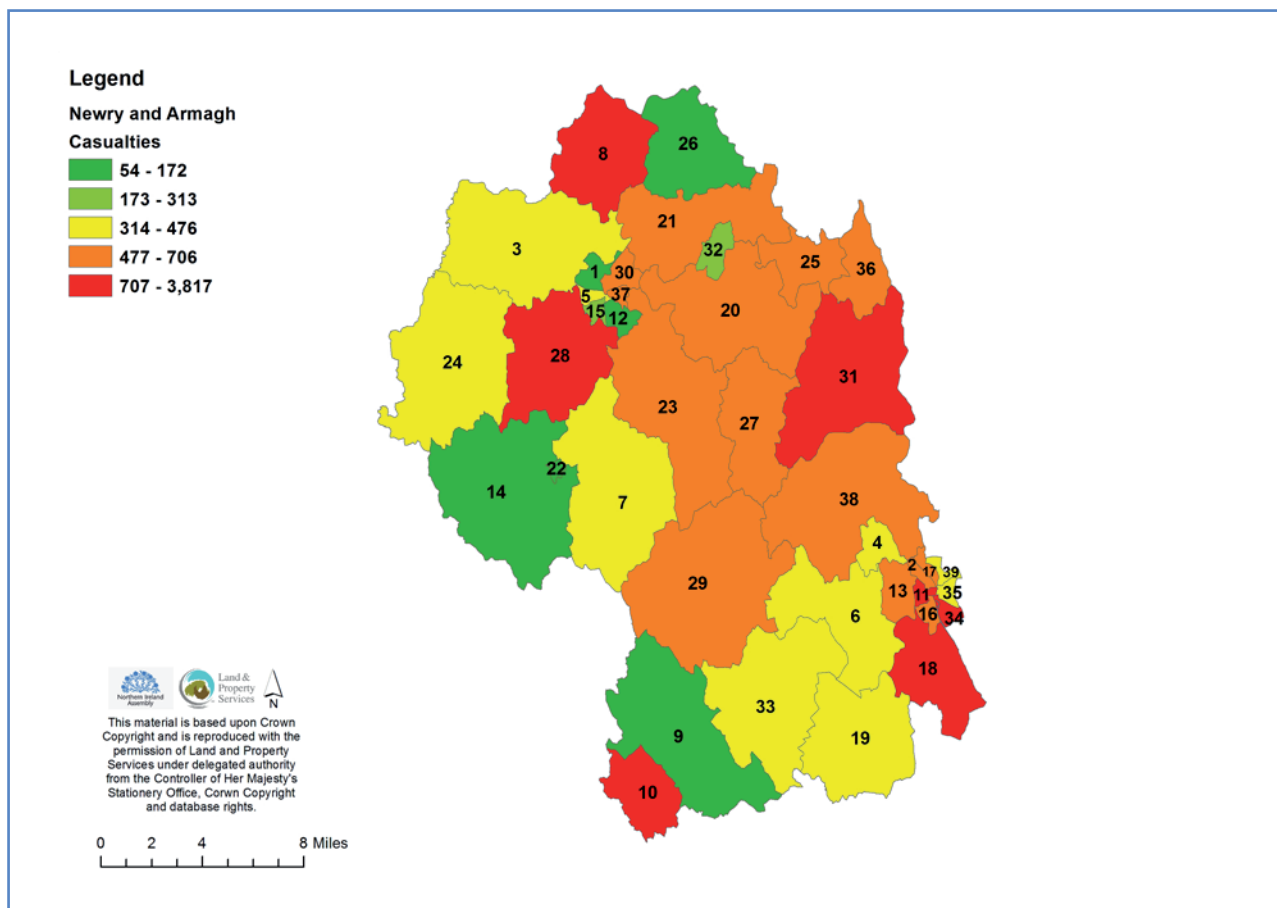 Legend
Newry and Armagh
Casualties
54 - 172
173 - 313
314 - 476
477 - 706
707 - 3,817
8
26
21
32
3
1
30
25
36
5
37
15
12
20
28
24
31
23
27
22
14
7
38
4
2
17
39
13
11
35
16
34
29
6
18
33
9
19
10
Northern Ireland
Assembly
Land &
Property
Services
N
This material is based upon Crown
Copyright and is reproduced with the
permission of Land and Property
Services under delegated authority
from the Controller of Her Majesty's
Stationery Office, Corwn Copyright
and database rights.
0 2 4 8 Miles